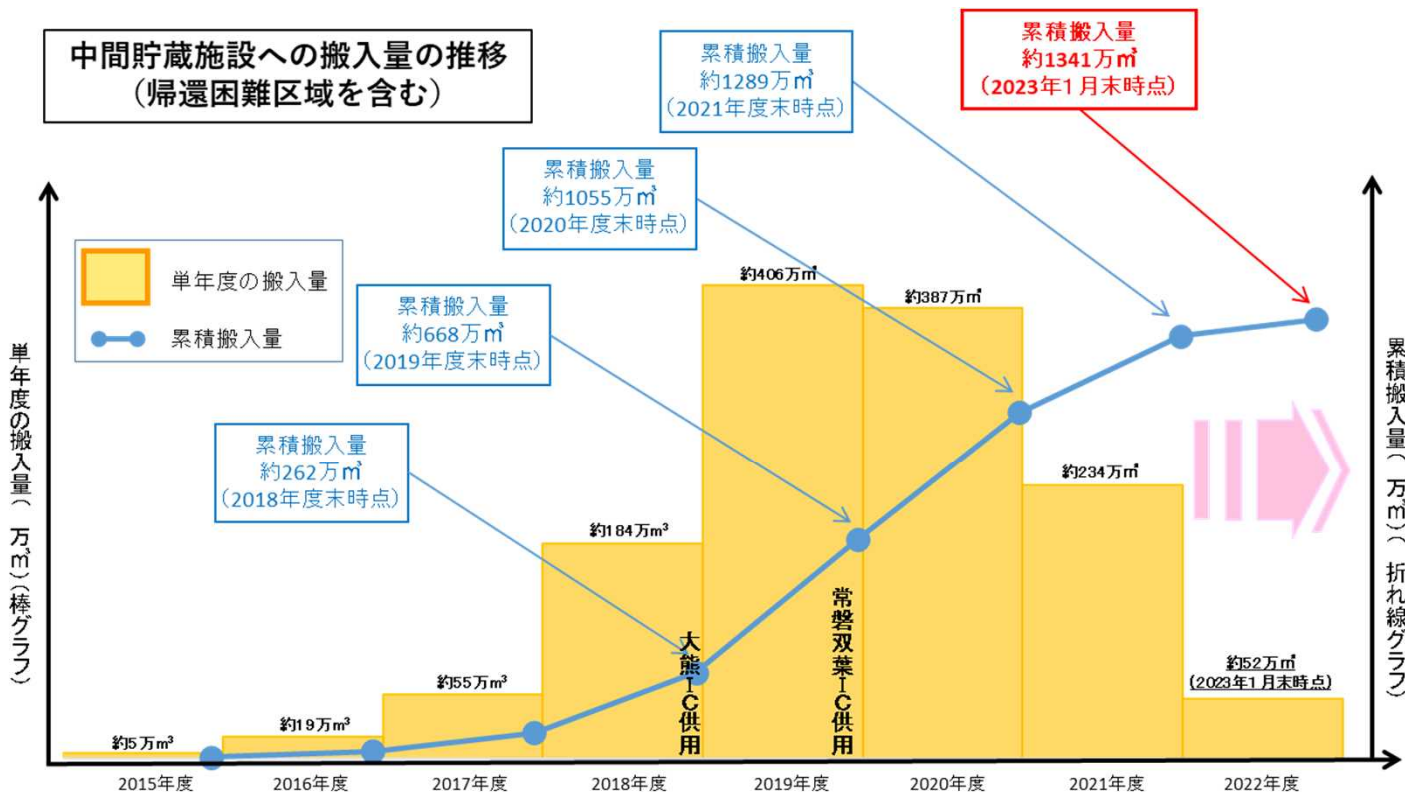 中間貯蔵施設への搬入量の推移
（帰還困難区域を含む）
累積搬入量
約1341万㎥
（2023年１月末時点）
累積搬入量
約1289万㎥
（2021年度末時点）
累積搬入量
約1055万㎥
（2020年度末時点）
累積搬入量
約668万㎥
（2019年度末時点）
累積搬入量
約262万㎥
（2018年度末時点）
単年度の搬入量
累積搬入量
単年度の搬入量（万㎥）（棒グラフ）
累積搬入量（万㎥）（折れ線グラフ）
約5万m³
約19万m³
約55万m³
約184万m³
約406万㎥
約387万㎥
約234万㎥
約52万㎥
（2023年１月末時点）
大熊ＩＣ供用
常磐双葉ＩＣ供用
2015年度
2016年度
2017年度
2018年度
2019年度
2020年度
2021年度
2022年度